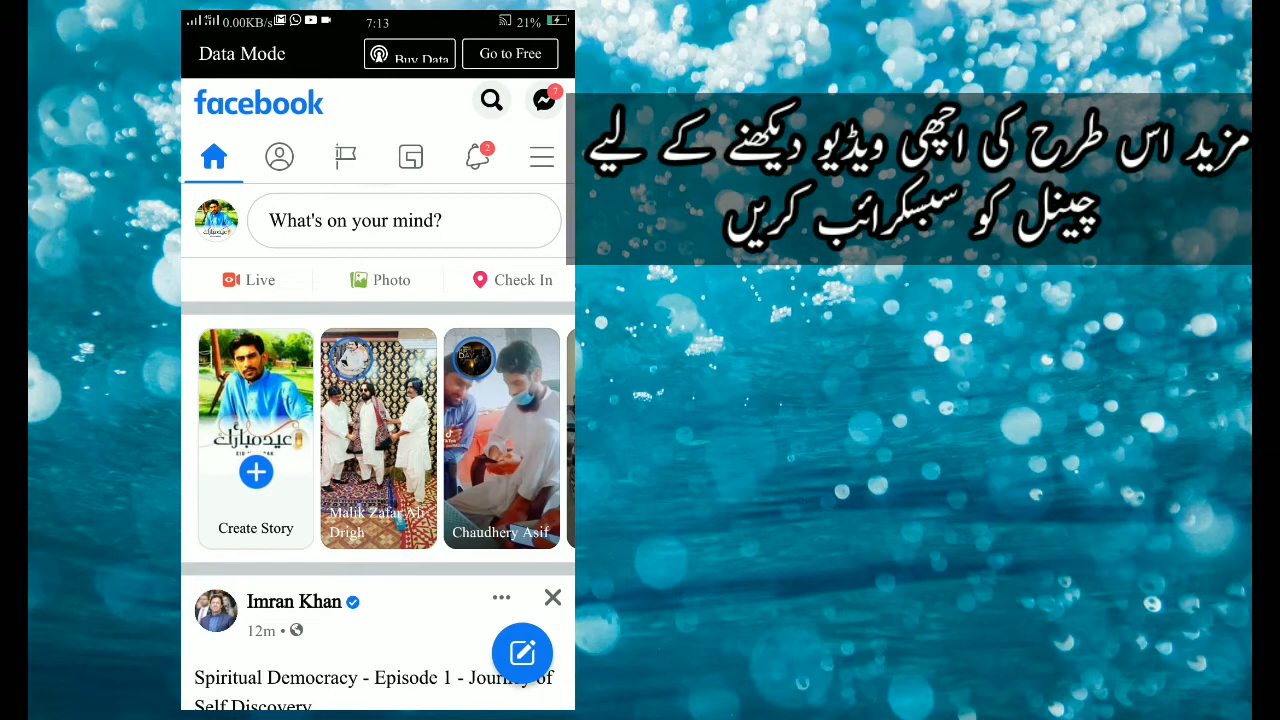 0.00KB/s
7:13
21%
Data Mode
Buy Data
Go to Free
facebook
7
2
What's on your mind?
Live
Photo
Check In
مزید اس طرح کی اچھی ویڈیو دیکھنے کے لیے
چینل کو سبسکرائب کریں
عيد مبارك
Create Story
Malik Zafar Ali
Drigh
Chaudhery Asif
Imran Khan
12m
Spiritual Democracy - Episode 1 - Journey of
Self Discovery